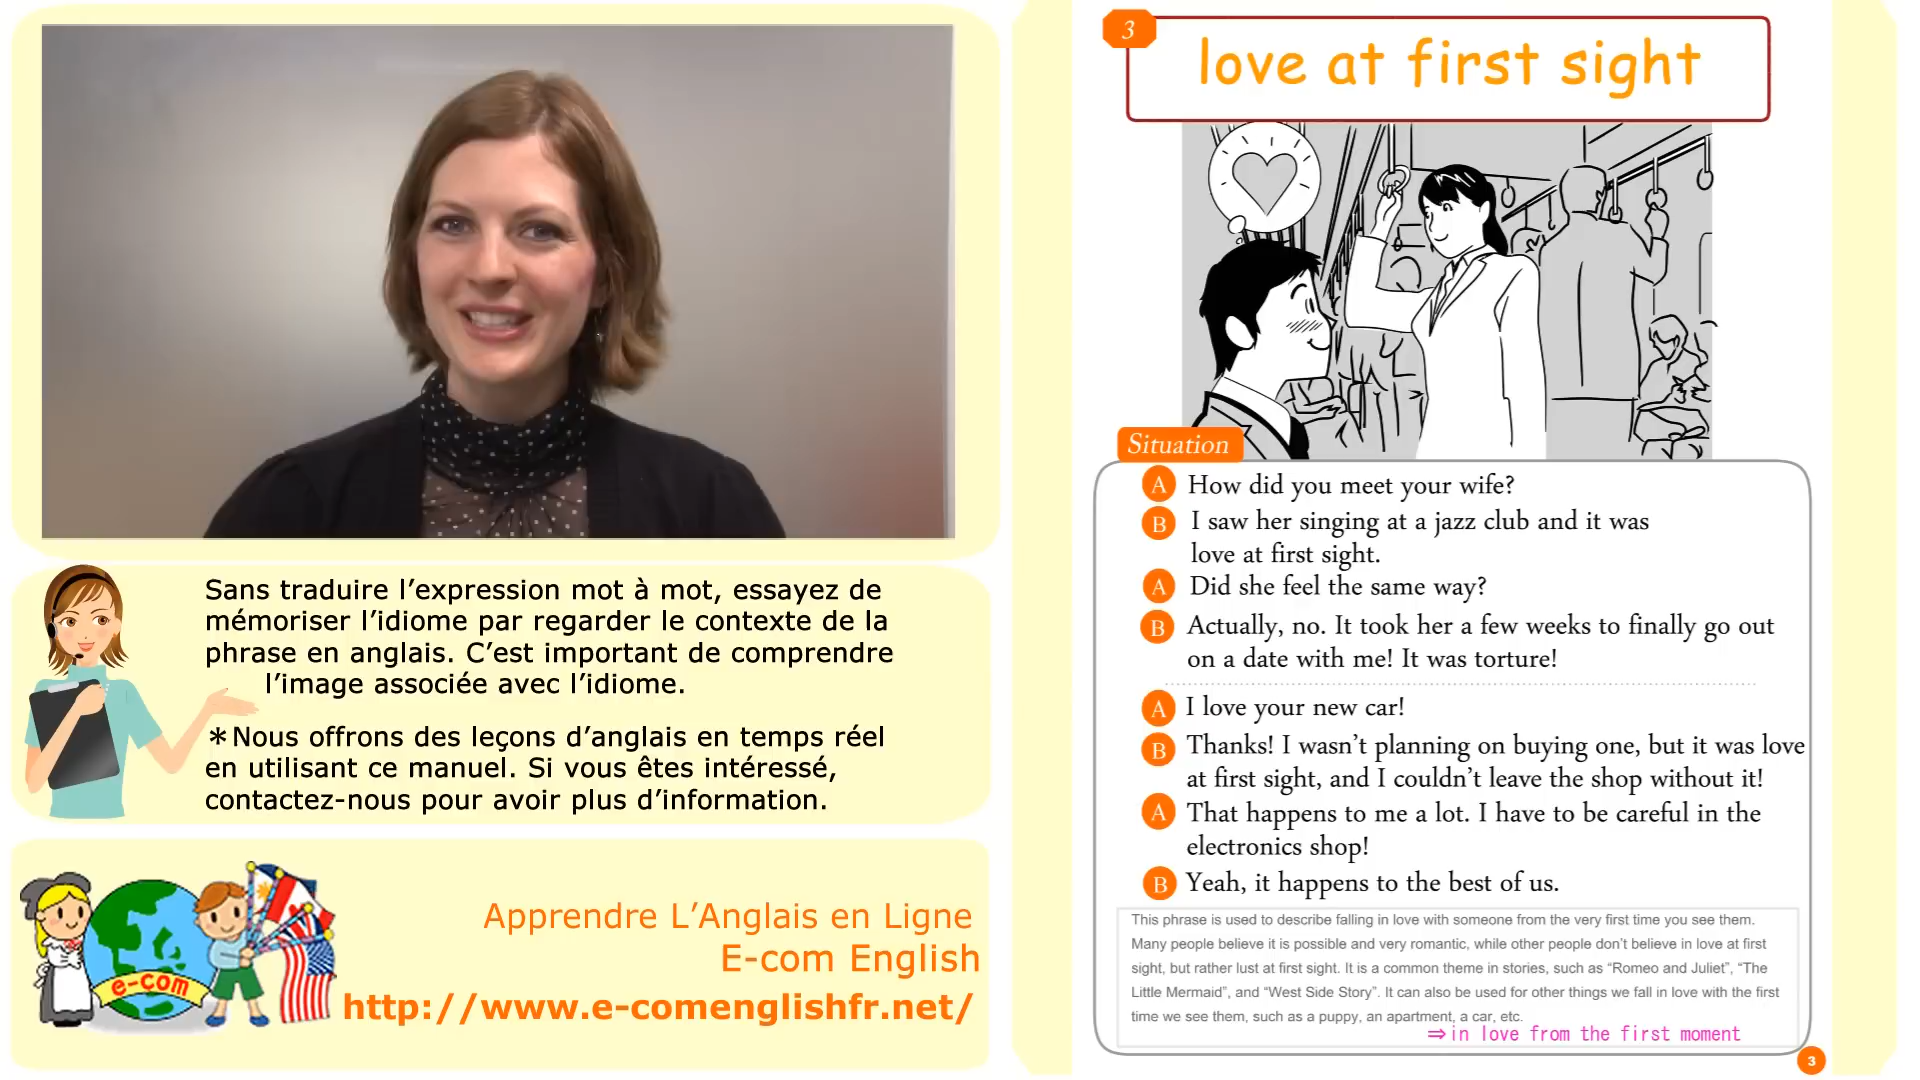 3
love at first sight
Situation
A How did you meet your wife?
B I saw her singing at a jazz club and it was
love at first sight.
A Did she feel the same way?
B Actually, no. It took her a few weeks to finally go out
on a date with me! It was torture!
A I love your new car!
B Thanks! I wasn't planning on buying one, but it was love
at first sight, and I couldn't leave the shop without it!
A That happens to me a lot. I have to be careful in the
electronics shop!
B Yeah, it happens to the best of us.
This phrase is used to describe falling in love with someone from the very first time you see them.
Many people believe it is possible and very romantic, while other people don't believe in love at first
sight, but rather lust at first sight. It is a common theme in stories, such as “Romeo and Juliet”, “The
Little Mermaid”, and “West Side Story”. It can also be used for other things we fall in love with the first
time we see them, such as a puppy, an apartment, a car, etc.
⇒in love from the first moment
3
Sans traduire l’expression mot à mot, essayez de
mémoriser l’idiome par regarder le contexte de la
phrase en anglais. C’est important de comprendre
l’image associée avec l’idiome.
＊Nous offrons des leçons d’anglais en temps réel
en utilisant ce manuel. Si vous êtes intéressé,
contactez-nous pour avoir plus d’information.
e-com
Apprendre L’Anglais en Ligne
E-com English
http://www.e-comenglishfr.net/